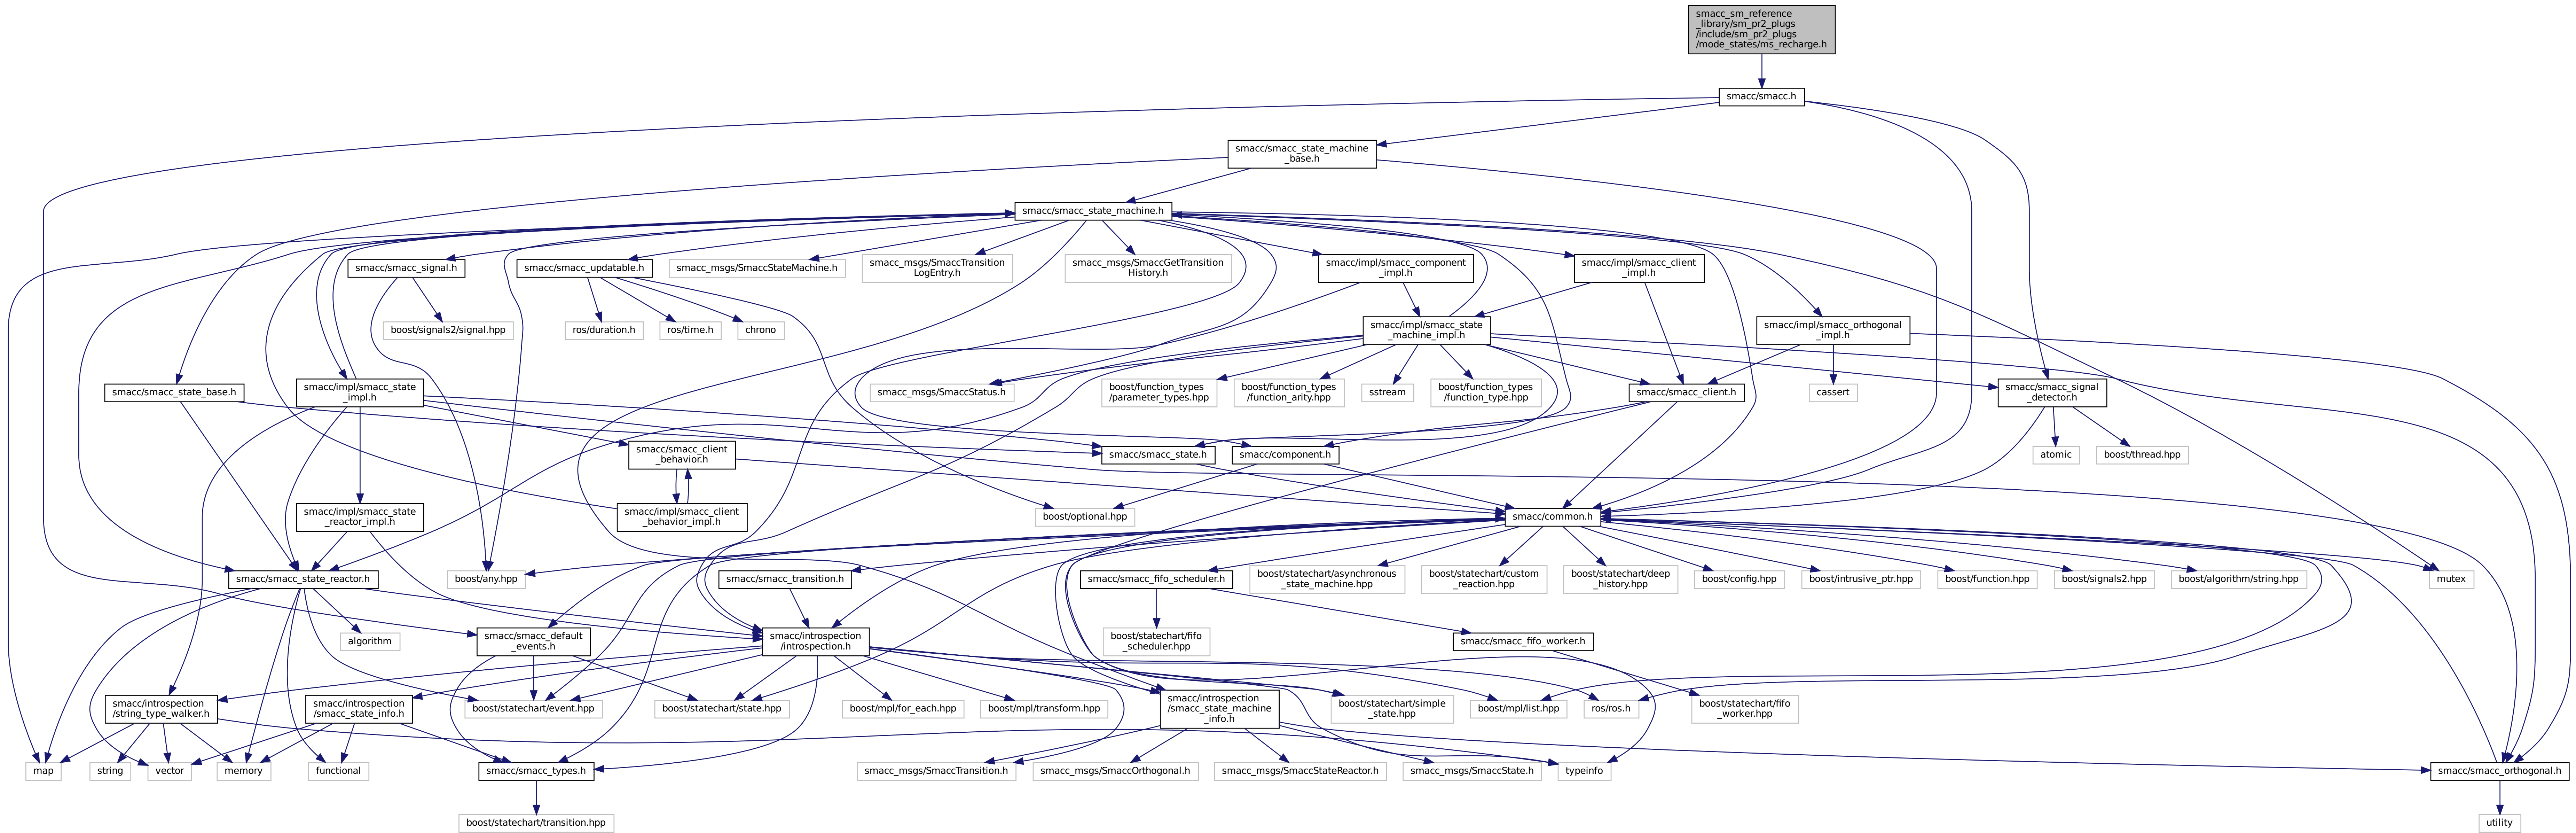 smacc_sm_reference
_library/sm_pr2_plugs
/include/sm_pr2_plugs
/mode_states/ms_recharge.h
smacc/smacc.h
smacc/smacc_state_machine
_base.h
smacc/smacc_state_machine.h
smacc/smacc_signal.h
smacc/smacc_updatable.h
smacc_msgs/SmaccStateMachine.h
smacc_msgs/SmaccTransition
LogEntry.h
smacc_msgs/SmaccGetTransition
History.h
smacc/impl/smacc_component
_impl.h
smacc/impl/smacc_client
_impl.h
boost/signals2/signal.hpp
ros/duration.h
ros/time.h
chrono
smacc/impl/smacc_state
_machine_impl.h
smacc/impl/smacc_orthogonal
_impl.h
smacc/smacc_state_base.h
smacc/impl/smacc_state
_impl.h
smacc_msgs/SmaccStatus.h
boost/function_types
/parameter_types.hpp
boost/function_types
/function_arity.hpp
sstream
boost/function_types
/function_type.hpp
smacc/smacc_client.h
cassert
smacc/smacc_signal
_detector.h
smacc/smacc_client
_behavior.h
smacc/smacc_state.h
smacc/component.h
atomic
boost/thread.hpp
smacc/impl/smacc_state
_reactor_impl.h
smacc/impl/smacc_client
_behavior_impl.h
boost/optional.hpp
smacc/common.h
smacc/smacc_state_reactor.h
boost/any.hpp
smacc/smacc_transition.h
smacc/smacc_fifo_scheduler.h
boost/statechart/asynchronous
_state_machine.hpp
boost/statechart/custom
_reaction.hpp
boost/statechart/deep
_history.hpp
boost/config.hpp
boost/intrusive_ptr.hpp
boost/function.hpp
boost/signals2.hpp
boost/algorithm/string.hpp
mutex
algorithm
smacc/smacc_default
_events.h
smacc/introspection
/introspection.h
boost/statechart/fifo
_scheduler.hpp
smacc/smacc_fifo_worker.h
smacc/introspection
/string_type_walker.h
smacc/introspection
/smacc_state_info.h
boost/statechart/event.hpp
boost/statechart/state.hpp
boost/mpl/for_each.hpp
boost/mpl/transform.hpp
smacc/introspection
/smacc_state_machine
_info.h
boost/statechart/simple
_state.hpp
boost/mpl/list.hpp
ros/ros.h
boost/statechart/fifo
_worker.hpp
map
string
vector
memory
functional
smacc/smacc_types.h
smacc_msgs/SmaccTransition.h
smacc_msgs/SmaccOrthogonal.h
smacc_msgs/SmaccStateReactor.h
smacc_msgs/SmaccState.h
typeinfo
smacc/smacc_orthogonal.h
boost/statechart/transition.hpp
utility